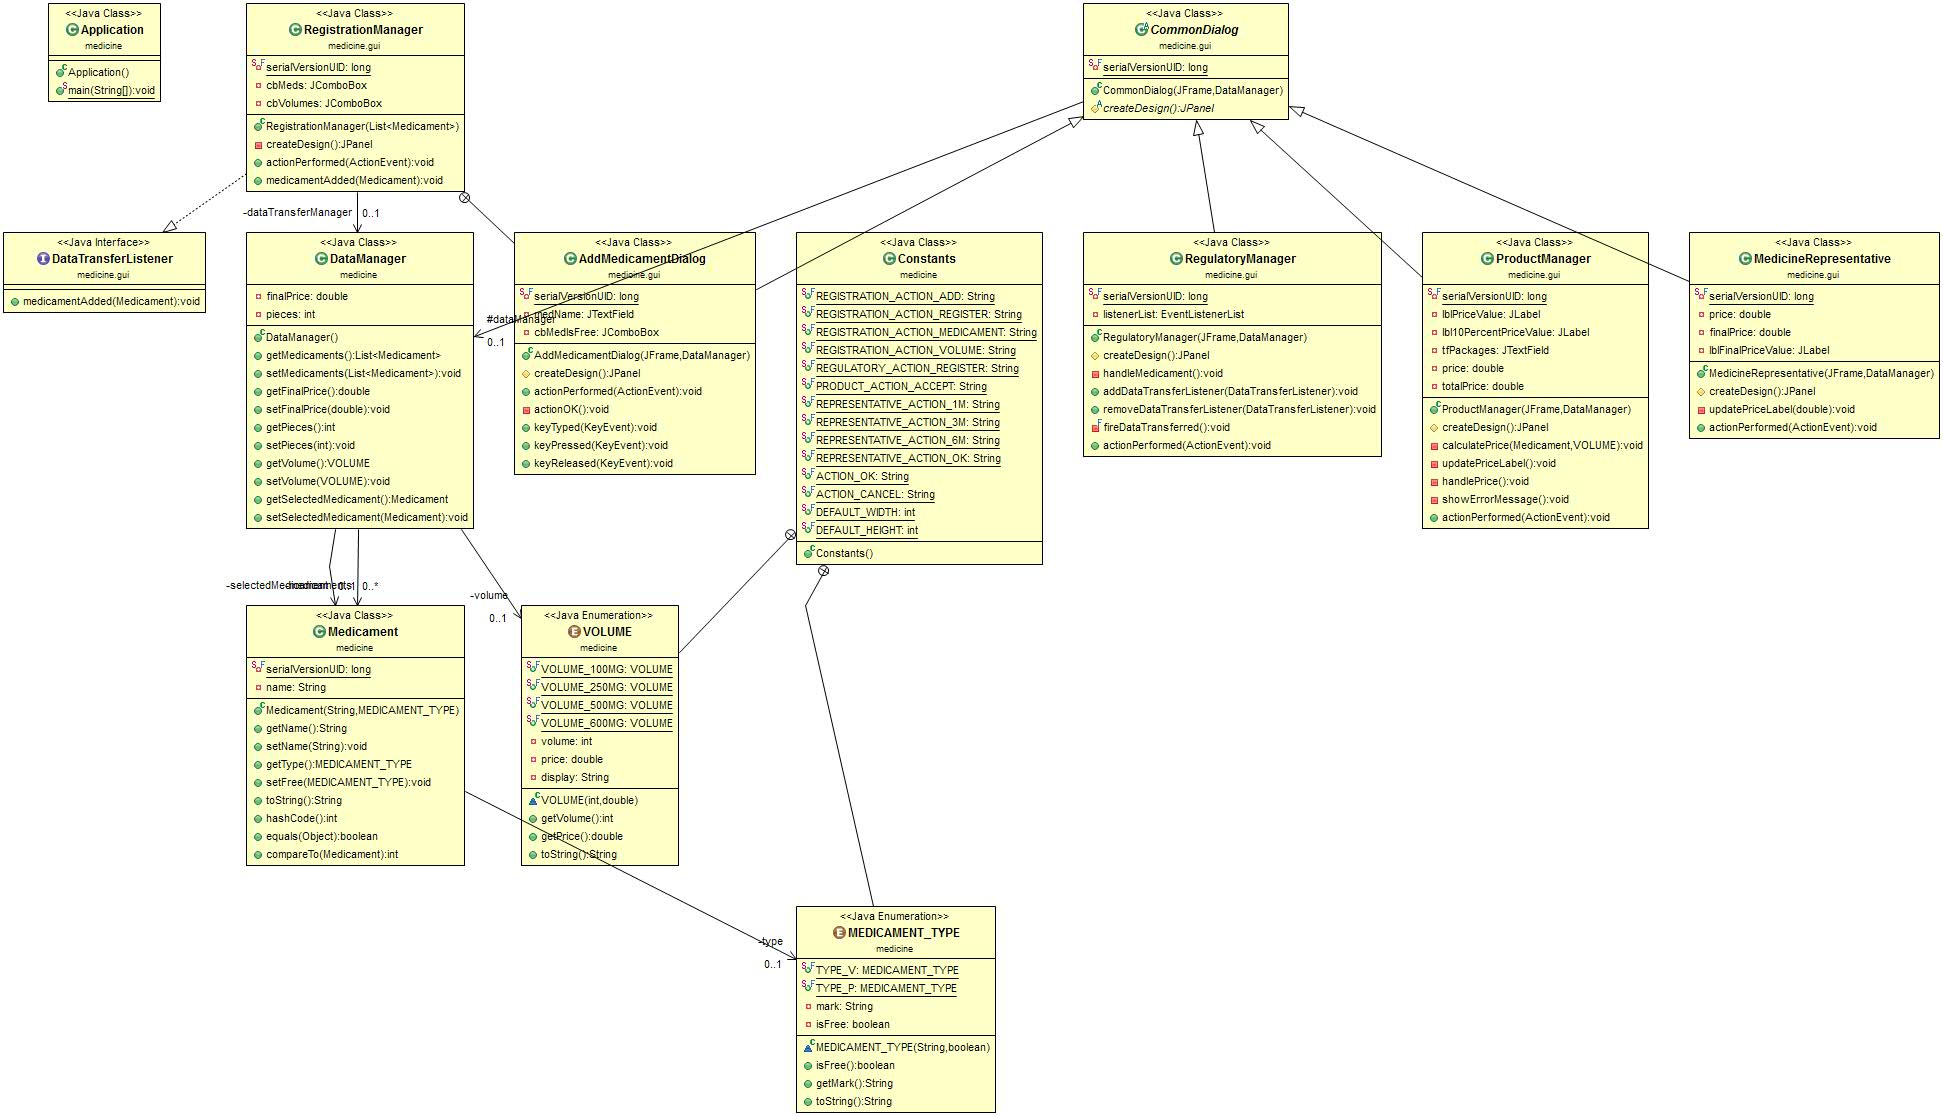 <<Java Class>>
Application
medicine
Application()
main(String[]):void
<<Java Class>>
RegistrationManager
medicine.gui
serialVersionUID: long
cbMeds: JComboBox
cbVolumes: JComboBox
RegistrationManager(List<Medicament>)
createDesign():JPanel
actionPerformed(ActionEvent):void
medicamentAdded(Medicament):void
<<Java Class>>
CommonDialog
medicine.gui
serialVersionUID: long
CommonDialog(JFrame,DataManager)
createDesign():JPanel
-dataTransferManager
0..1
<<Java Interface>>
DataTransferListener
medicine.gui
medicamentAdded(Medicament):void
<<Java Class>>
DataManager
medicine
finalPrice: double
pieces: int
DataManager()
getMedicaments():List<Medicament>
setMedicaments(List<Medicament>):void
getFinalPrice():double
setFinalPrice(double):void
getPieces():int
setPieces(int):void
getVolume():VOLUME
setVolume(VOLUME):void
getSelectedMedicament():Medicament
setSelectedMedicament(Medicament):void
#dataManager
0..1
<<Java Class>>
AddMedicamentDialog
medicine.gui
serialVersionUID: long
medName: JTextField
cbMedIsFree: JComboBox
AddMedicamentDialog(JFrame,DataManager)
createDesign():JPanel
actionPerformed(ActionEvent):void
actionOK():void
keyTyped(KeyEvent):void
keyPressed(KeyEvent):void
keyReleased(KeyEvent):void
<<Java Class>>
Constants
medicine
REGISTRATION_ACTION_ADD: String
REGISTRATION_ACTION_REGISTER: String
REGISTRATION_ACTION_MEDICAMENT: String
REGISTRATION_ACTION_VOLUME: String
REGULATORY_ACTION_REGISTER: String
PRODUCT_ACTION_ACCEPT: String
REPRESENTATIVE_ACTION_1M: String
REPRESENTATIVE_ACTION_3M: String
REPRESENTATIVE_ACTION_6M: String
REPRESENTATIVE_ACTION_OK: String
ACTION_OK: String
ACTION_CANCEL: String
DEFAULT_WIDTH: int
DEFAULT_HEIGHT: int
Constants()
<<Java Class>>
RegulatoryManager
medicine.gui
serialVersionUID: long
listenerList: EventListenerList
RegulatoryManager(JFrame,DataManager)
createDesign():JPanel
handleMedicament():void
addDataTransferListener(DataTransferListener):void
removeDataTransferListener(DataTransferListener):void
fireDataTransferred():void
actionPerformed(ActionEvent):void
<<Java Class>>
ProductManager
medicine.gui
serialVersionUID: long
lblPriceValue: JLabel
lbl10PercentPriceValue: JLabel
tfPackages: JTextField
price: double
totalPrice: double
ProductManager(JFrame,DataManager)
createDesign():JPanel
calculatePrice(Medicament,VOLUME):void
updatePriceLabel():void
handlePrice():void
showErrorMessage():void
actionPerformed(ActionEvent):void
<<Java Class>>
MedicineRepresentative
medicine.gui
serialVersionUID: long
price: double
finalPrice: double
lblFinalPriceValue: JLabel
MedicineRepresentative(JFrame,DataManager)
createDesign():JPanel
updatePriceLabel(double):void
actionPerformed(ActionEvent):void
-selectedMedicament 0..1
-medicaments 0..*
-volume
0..1
<<Java Class>>
Medicament
medicine
serialVersionUID: long
name: String
Medicament(String,MEDICAMENT_TYPE)
getName():String
setName(String):void
getType():MEDICAMENT_TYPE
setFree(MEDICAMENT_TYPE):void
toString():String
hashCode():int
equals(Object):boolean
compareTo(Medicament):int
<<Java Enumeration>>
VOLUME
medicine
VOLUME_100MG: VOLUME
VOLUME_250MG: VOLUME
VOLUME_500MG: VOLUME
VOLUME_600MG: VOLUME
volume: int
price: double
display: String
VOLUME(int,double)
getVolume():int
getPrice():double
toString():String
-type
0..1
<<Java Enumeration>>
MEDICAMENT_TYPE
medicine
TYPE_V: MEDICAMENT_TYPE
TYPE_P: MEDICAMENT_TYPE
mark: String
isFree: boolean
MEDICAMENT_TYPE(String,boolean)
isFree():boolean
getMark():String
toString():String